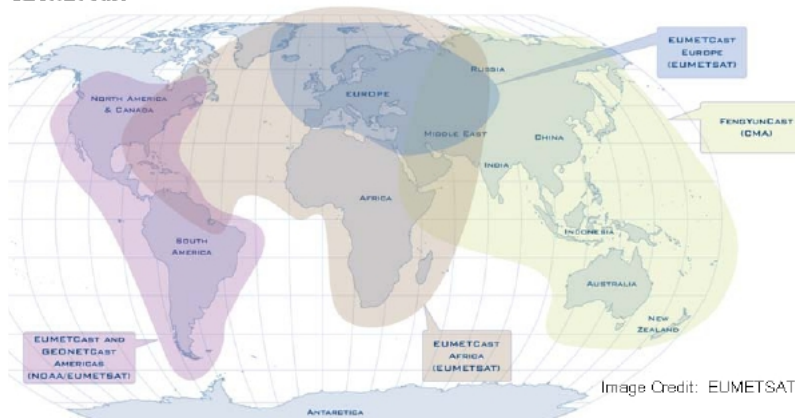 EUMETCast
Europe
(EUMETSAT)
Russia
North America
& Canada
Europe
FengYunCast
(CMA)
Middle East
China
India
Africa
South
America
Indonesia
Australia
New
Zealand
EUMETCast and
GEONETCast
Americas
(NOAA/EUMETSAT)
EUMETCast
Africa
(EUMETSAT)
Image Credit: EUMETSAT
Antarctica